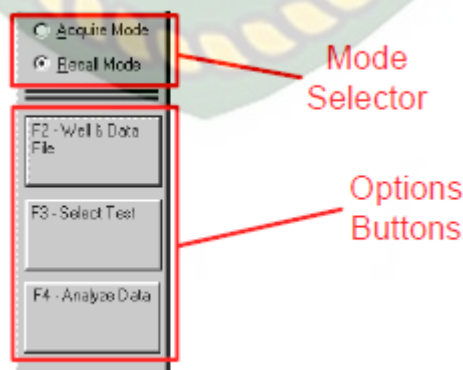 Acquire Mode
Recall Mode
Mode
Selector
F2 - Well & Data
File
F3 - Select Test
Options
Buttons
F4 - Analyze Data